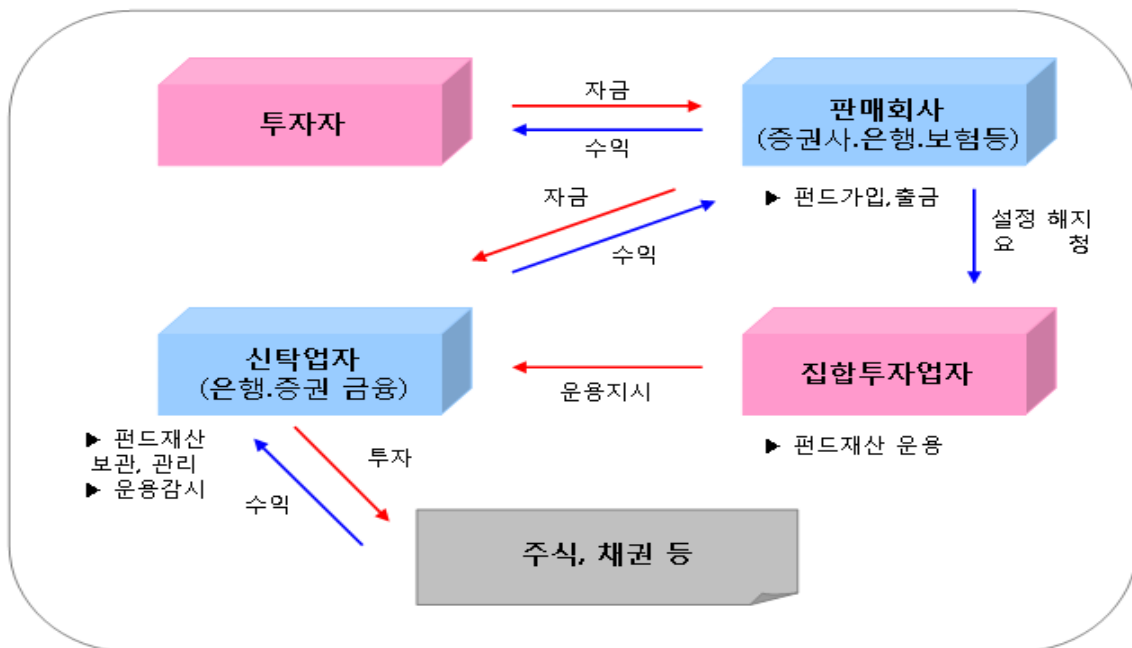 투자자
자금
수익
판매회사
(증권사.은행.보험등)
▶ 펀드가입,출금
자금
수익
설정 해지
요 청
신탁업자
(은행.증권 금융)
운용지시
집합투자업자
▶ 펀드재산
보관, 관리
▶ 운용감시
투자
수익
▶ 펀드재산 운용
주식, 채권 등